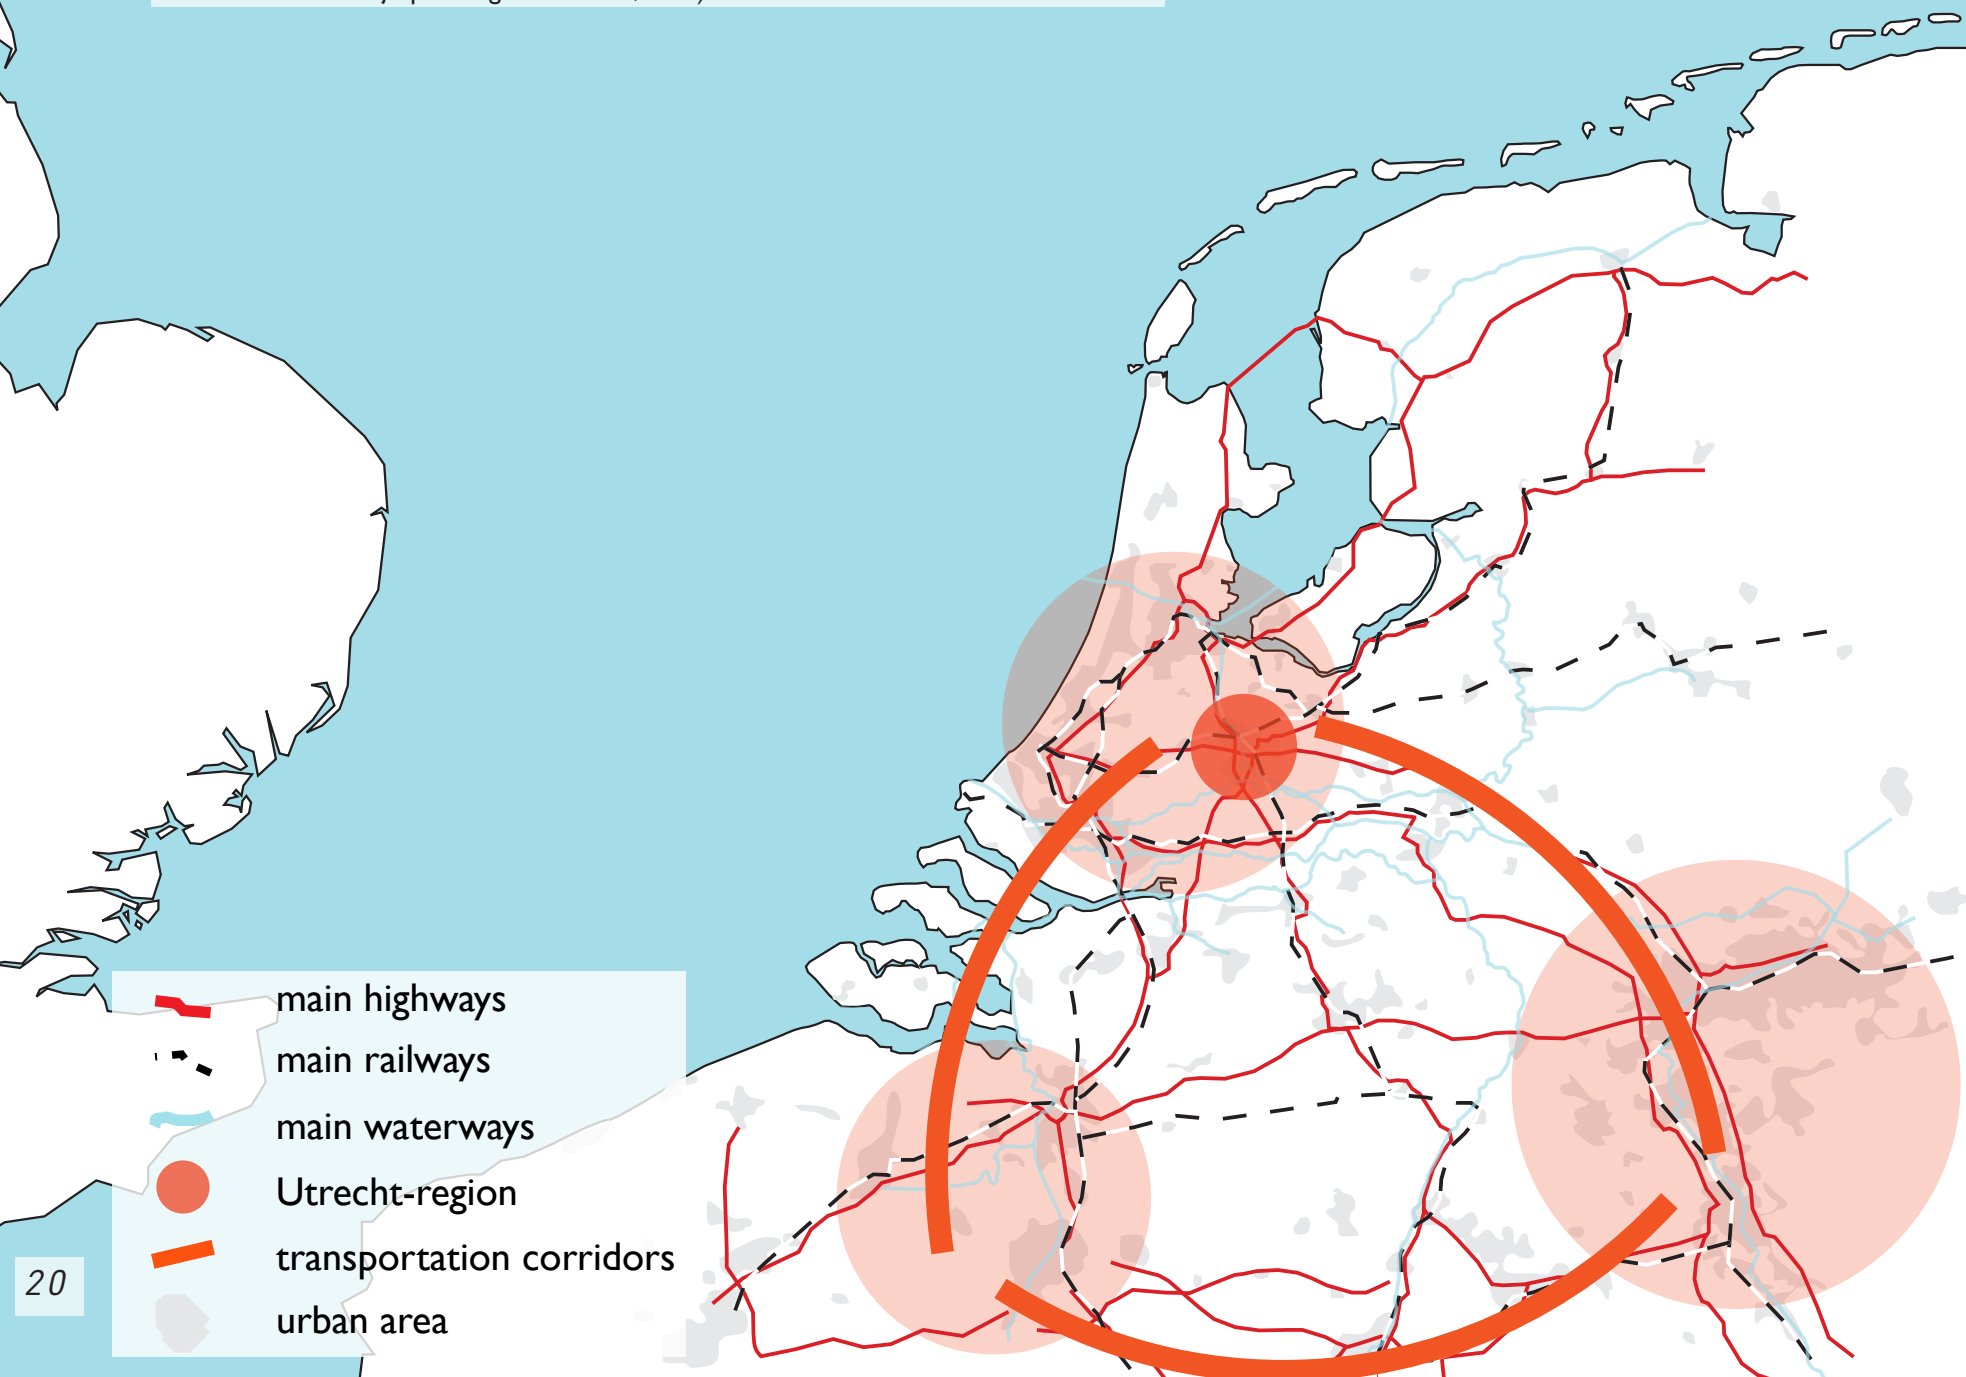 main highways
main railways
main waterways
Utrecht-region
transportation corridors
urban area
20